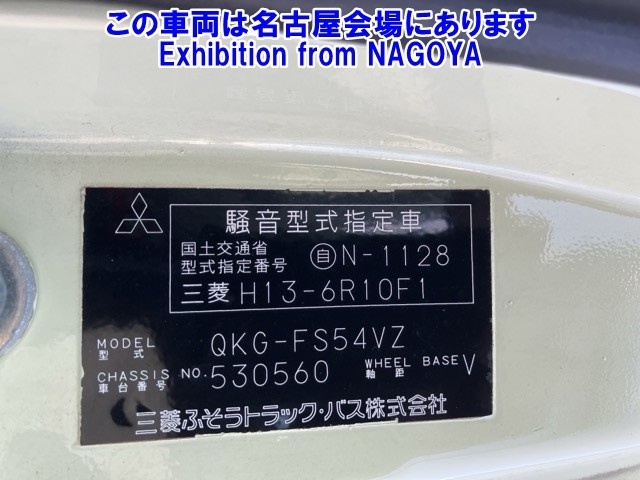 この車両は名古屋会場にあります
Exhibition from NAGOYA
騒音型式指定車
国土交通省
型式指定番号 自N-1128
三菱 H13-6R10F1
MODEL 型式 QKG-FS54VZ
CHASSIS NO. 車台番号 530560 WHEEL BASE 軸距 V
三菱ふそうトラック・バス株式会社